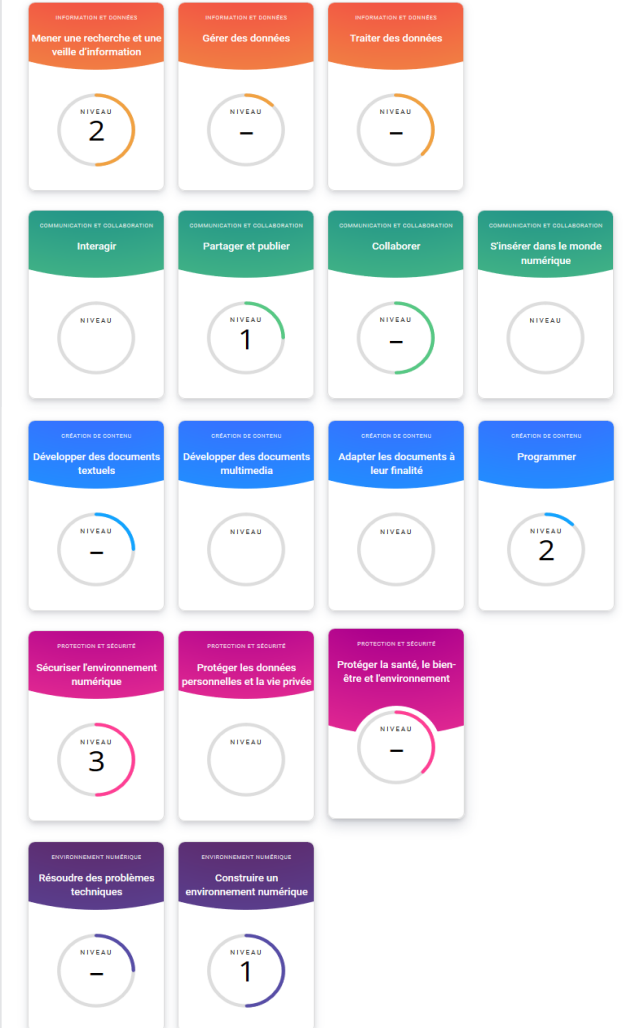 INFORMATION ET DONNÉES
Mener une recherche et une
veille d'information
NIVEAU
2
INFORMATION ET DONNÉES
Gérer des données
NIVEAU
–
INFORMATION ET DONNÉES
Traiter des données
NIVEAU
–
COMMUNICATION ET COLLABORATION
Interagir
NIVEAU
COMMUNICATION ET COLLABORATION
Partager et publier
NIVEAU
1
COMMUNICATION ET COLLABORATION
Collaborer
NIVEAU
–
COMMUNICATION ET COLLABORATION
S'insérer dans le monde
numérique
NIVEAU
CRÉATION DE CONTENU
Développer des documents
textuels
NIVEAU
–
CRÉATION DE CONTENU
Développer des documents
multimedia
NIVEAU
CRÉATION DE CONTENU
Adapter les documents à
leur finalité
NIVEAU
CRÉATION DE CONTENU
Programmer
NIVEAU
2
PROTECTION ET SÉCURITÉ
Sécuriser l'environnement
numérique
NIVEAU
3
PROTECTION ET SÉCURITÉ
Protéger les données
personnelles et la vie privée
NIVEAU
PROTECTION ET SÉCURITÉ
Protéger la santé, le bien-
être et l'environnement
NIVEAU
–
ENVIRONNEMENT NUMÉRIQUE
Résoudre des problèmes
techniques
NIVEAU
–
ENVIRONNEMENT NUMÉRIQUE
Construire un
environnement numérique
NIVEAU
1